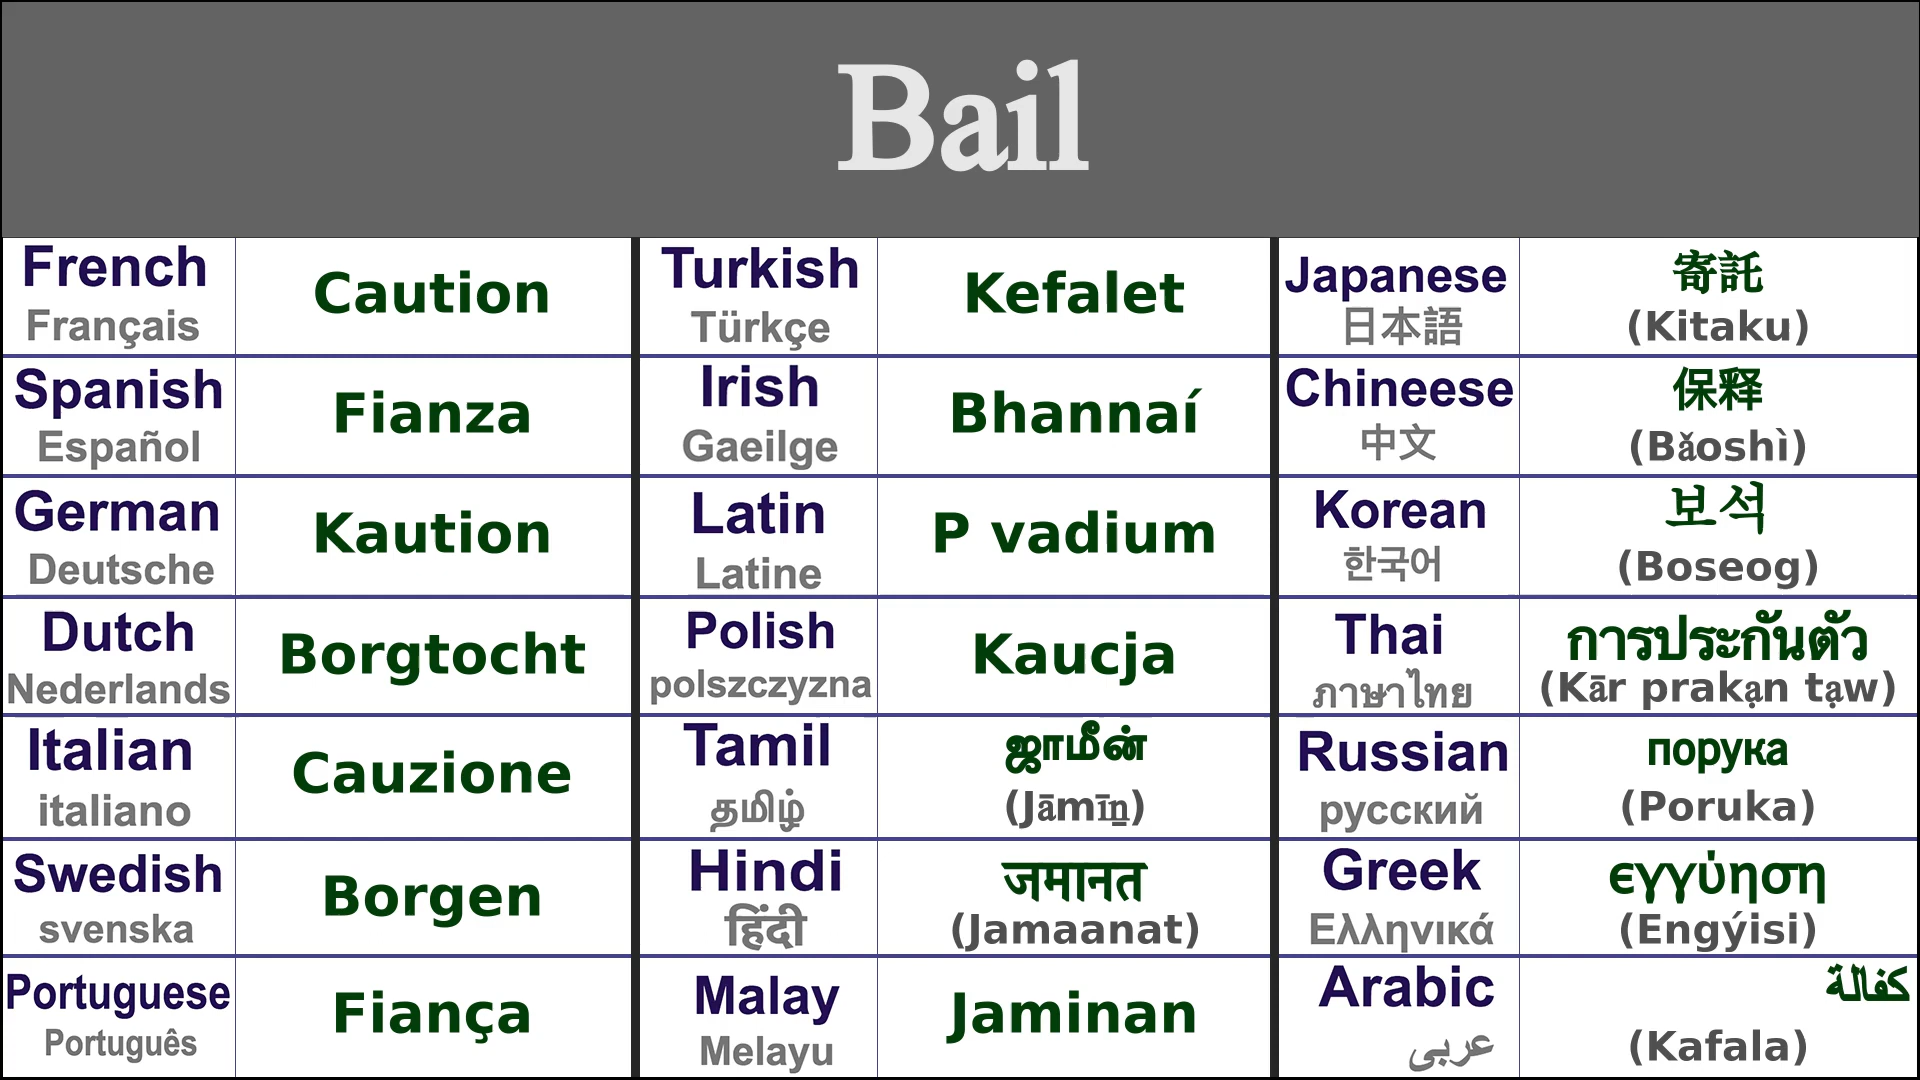 Bail
French
Français
Caution
Spanish
Español
Fianza
German
Deutsche
Kaution
Dutch
Nederlands
Borgtocht
Italian
italiano
Cauzione
Swedish
svenska
Borgen
Portuguese
Português
Fiança
Turkish
Türkçe
Kefalet
Irish
Gaeilge
Bhannaí
Latin
Latine
P vadium
Polish
polszczyzna
Kaucja
Tamil
தமிழ்
ஜாமீன்
(Jāmīṉ)
Hindi
हिंदी
जमानत
(Jamaanat)
Malay
Melayu
Jaminan
Japanese
日本語
寄託
(Kitaku)
Chineese
中文
保释
(Bǎoshì)
Korean
한국어
보석
(Boseog)
Thai
ภาษาไทย
การประกันตัว
(Kār prakạn tạw)
Russian
русский
порука
(Poruka)
Greek
Ελληνικά
εγγύηση
(Engýisi)
Arabic
عربى
كفالة
(Kafala)